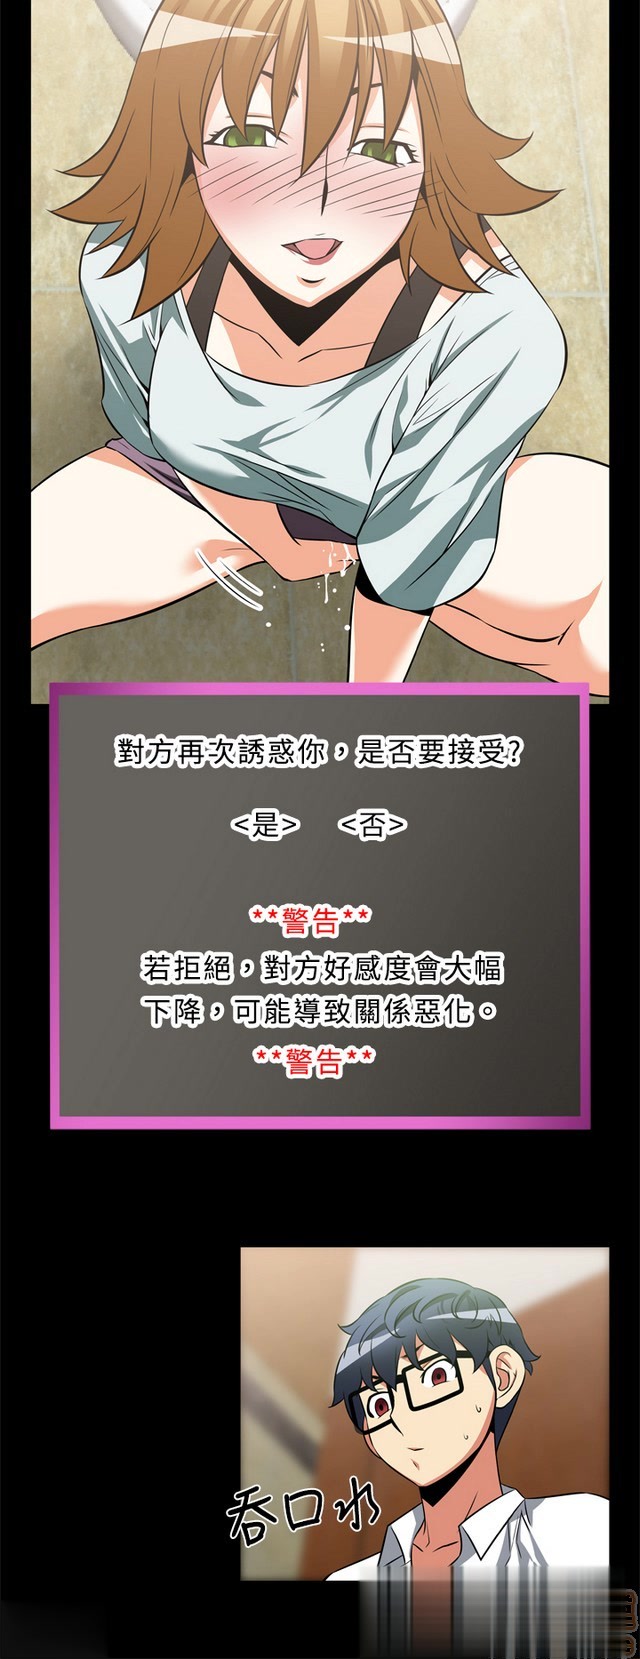 對方再次誘惑你，是否要接受?
<是> <否>
**警告**
若拒絕，對方好感度會大幅
下降，可能導致關係惡化。
**警告**
吞口水